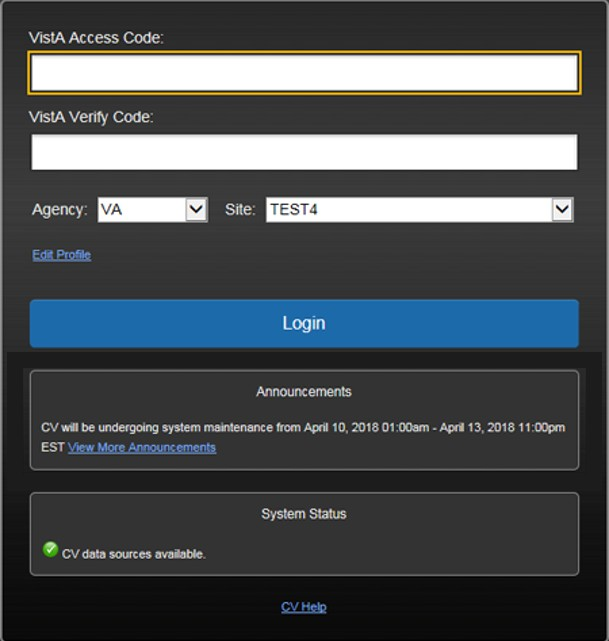 VistA Access Code:
VistA Verify Code:
Agency: VA Site: TEST4
Edit Profile
Login
Announcements
CV will be undergoing system maintenance from April 10, 2018 01:00am - April 13, 2018 11:00pm
EST View More Announcements
System Status
CV data sources available.
CV Help